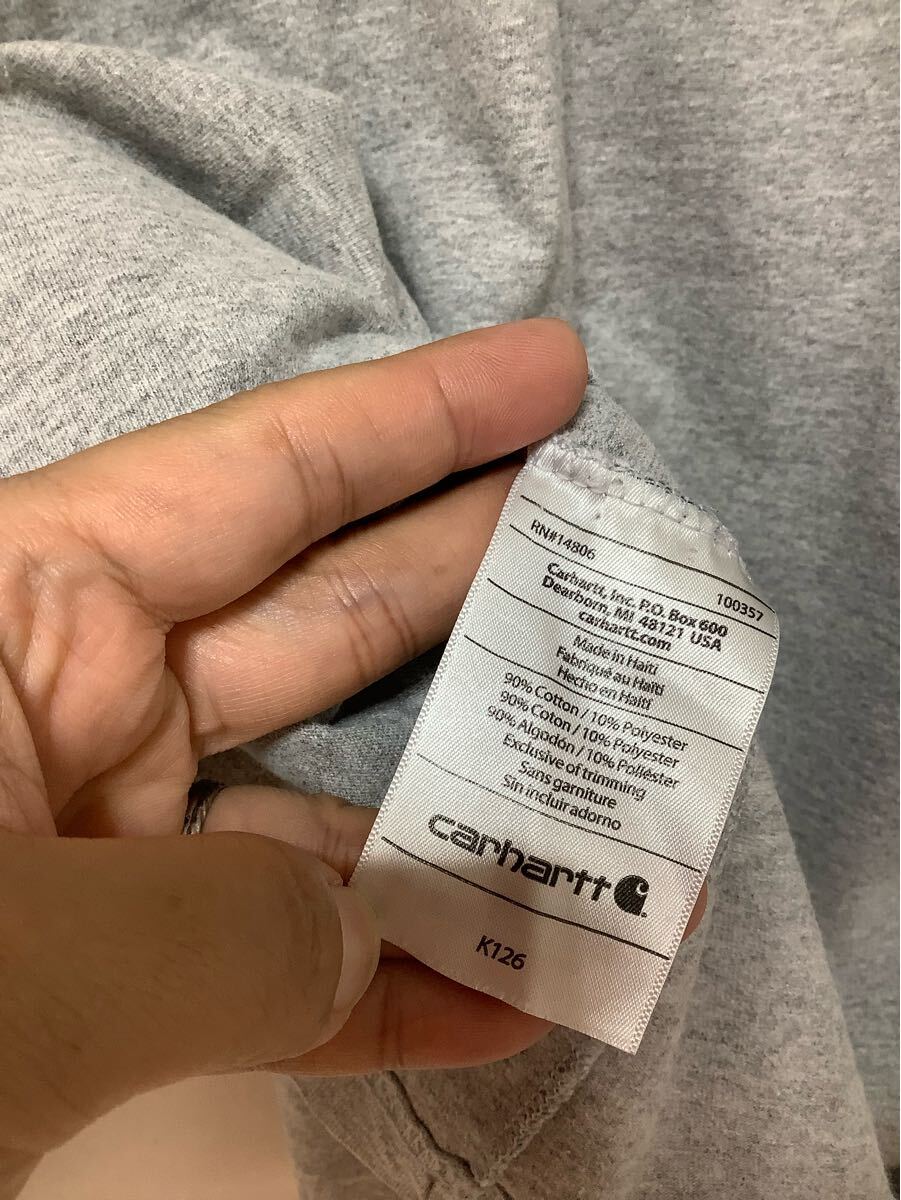 RN#14806 100357
Carhartt, Inc. P.O. Box 600
Dearborn, MI 48121 USA
carhartt.com
Made in Haiti
Fabriqué au Haïti
Hecho en Haití
90% Cotton / 10% Polyester
90% Coton / 10% Polyester
90% Algodón / 10% Poliéster
Exclusive of trimming
Sans garniture
Sin incluir adorno
carhartt
K126